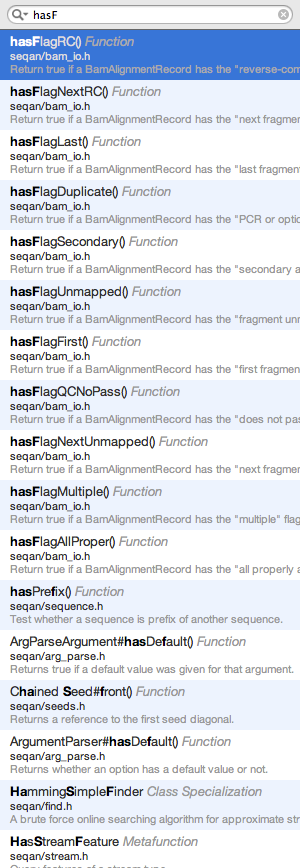 hasF
hasFlagRC() Function
seqan/bam_io.h
Return true if a BamAlignmentRecord has the "reverse-com
hasFlagNextRC() Function
seqan/bam_io.h
Return true if a BamAlignmentRecord has the "next fragmen
hasFlagLast() Function
seqan/bam_io.h
Return true if a BamAlignmentRecord has the "last fragment
hasFlagDuplicate() Function
seqan/bam_io.h
Return true if a BamAlignmentRecord has the "PCR or optic
hasFlagSecondary() Function
seqan/bam_io.h
Return true if a BamAlignmentRecord has the "secondary a
hasFlagUnmapped() Function
seqan/bam_io.h
Return true if a BamAlignmentRecord has the "fragment unr
hasFlagFirst() Function
seqan/bam_io.h
Return true if a BamAlignmentRecord has the "first fragmen
hasFlagQCNoPass() Function
seqan/bam_io.h
Return true if a BamAlignmentRecord has the "does not pas
hasFlagNextUnmapped() Function
seqan/bam_io.h
Return true if a BamAlignmentRecord has the "next fragmen
hasFlagMultiple() Function
seqan/bam_io.h
Return true if a BamAlignmentRecord has the "multiple" flag
hasFlagAllProper() Function
seqan/bam_io.h
Return true if a BamAlignmentRecord has the "all properly a
hasPrefix() Function
seqan/sequence.h
Test whether a sequence is prefix of another sequence.
ArgParseArgument#hasDefault() Function
seqan/arg_parse.h
Returns true if a default value was given for that argument.
Chained Seed#front() Function
seqan/seeds.h
Returns a reference to the first seed diagonal.
ArgumentParser#hasDefault() Function
seqan/arg_parse.h
Returns whether an option has a default value or not.
HammingSimpleFinder Class Specialization
seqan/find.h
A brute force online searching algorithm for approximate str
HasStreamFeature Metafunction
seqan/stream.h
Query features of a stream type